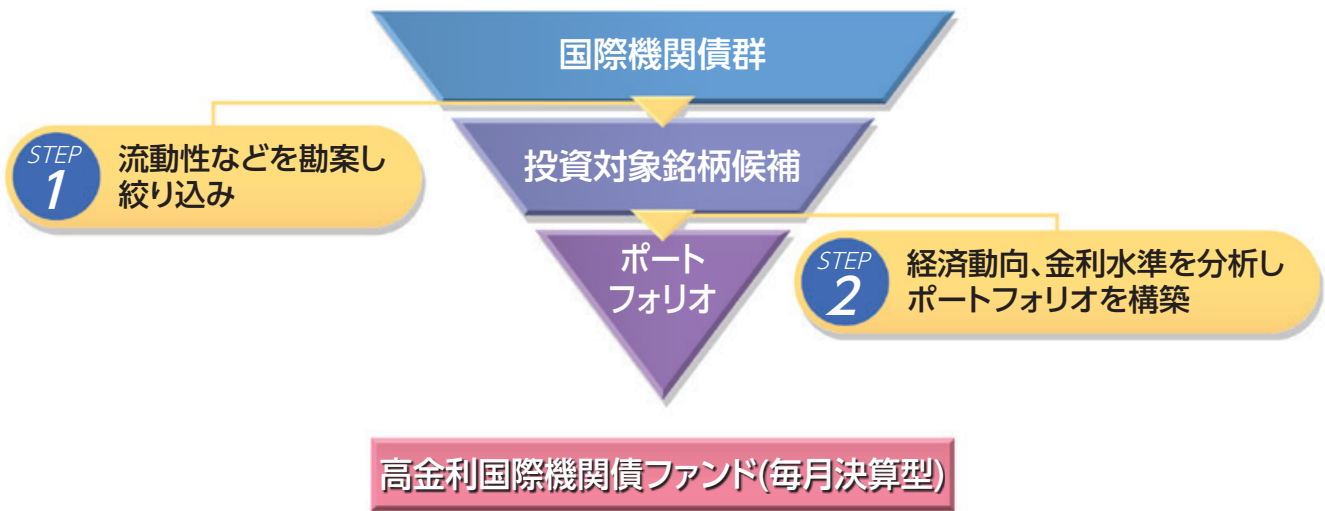 国際機関債群
STEP
1
流動性などを勘案し
絞り込み
投資対象銘柄候補
ポート
フォリオ
STEP
2
経済動向、金利水準を分析し
ポートフォリオを構築
高金利国際機関債ファンド(毎月決算型)